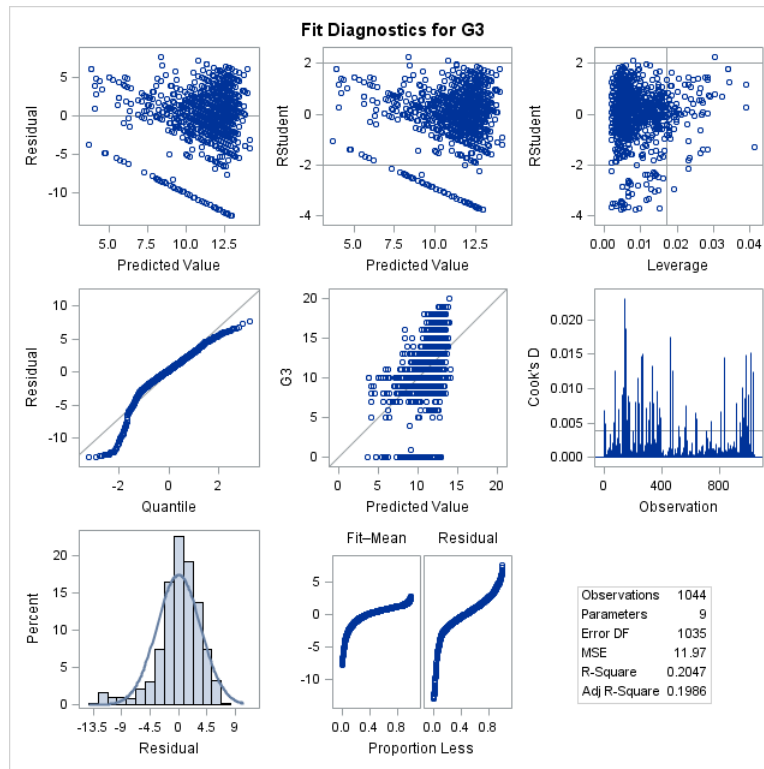 Fit Diagnostics for G3
5
0
-5
-10
Residual
5.0 7.5 10.0 12.5
Predicted Value
2
0
-2
-4
RStudent
5.0 7.5 10.0 12.5
Predicted Value
2
0
-2
-4
RStudent
0.00 0.01 0.02 0.03 0.04
Leverage
10
5
0
-5
-10
Residual
-2 0 2
Quantile
20
15
10
5
0
G3
0 5 10 15 20
Predicted Value
0.020
0.015
0.010
0.005
0.000
Cook's D
0 400 800
Observation
20
15
10
5
0
Percent
-13.5 -9 -4.5 0 4.5 9
Residual
Fit–Mean Residual
5
0
-5
-10
0.0 0.4 0.8 0.0 0.4 0.8
Proportion Less
Observations 1044
Parameters 9
Error DF 1035
MSE 11.97
R-Square 0.2047
Adj R-Square 0.1986